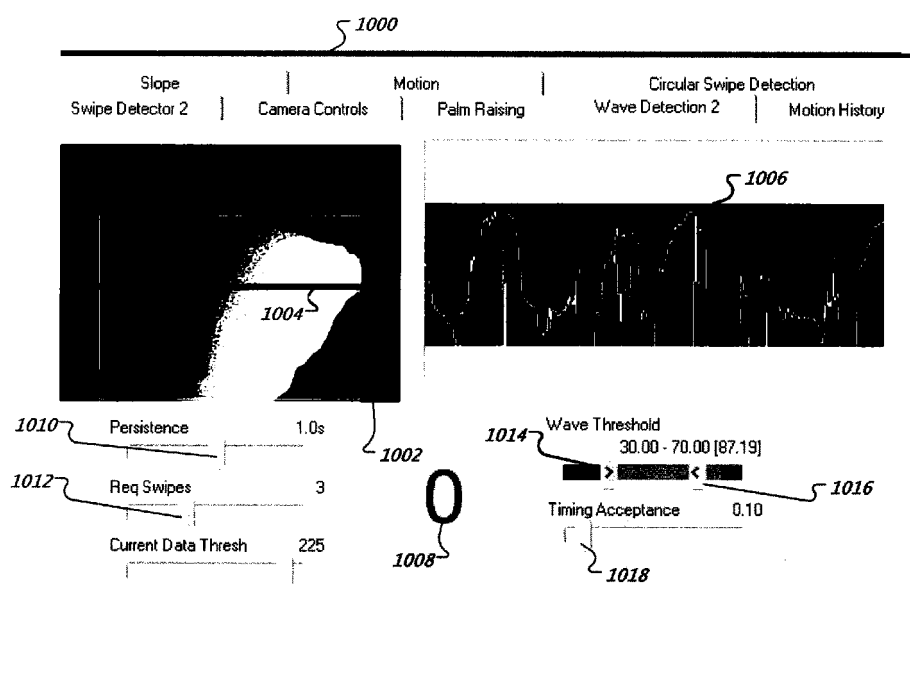 1000
Slope Motion Circular Swipe Detection
Swipe Detector 2 Camera Controls Palm Raising Wave Detection 2 Motion History
1006
1004
1010 Persistence 1.0s 1002
1014 Wave Threshold
30.00 - 70.00 [87.19]
1012 Req Swipes 3 > < 1016
0 Timing Acceptance 0.10
Current Data Thresh 225 1008 1018